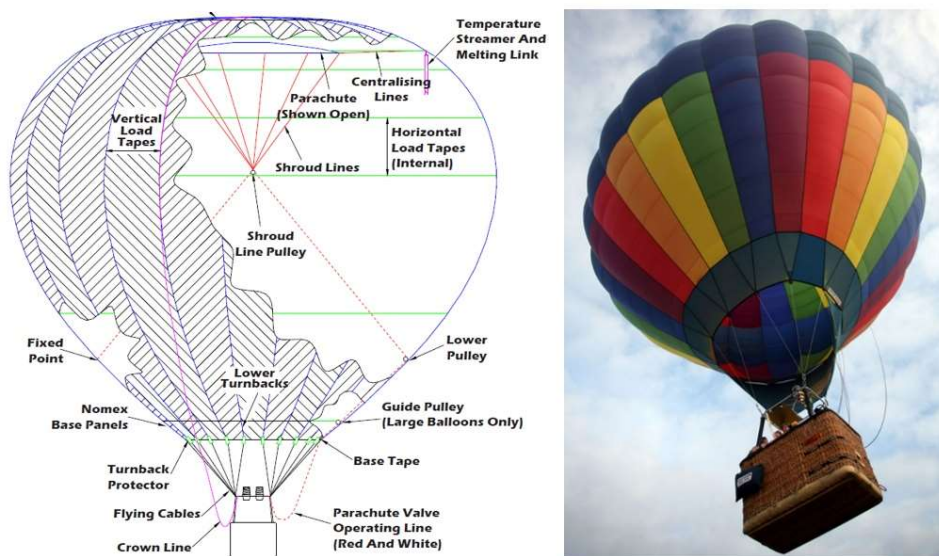 Temperature
Streamer And
Melting Link
Centralising
Lines
Parachute
(Shown Open)
Vertical
Load
Tapes
Horizontal
Load Tapes
(Internal)
Shroud Lines
Shroud
Line Pulley
Fixed
Point
Lower
Pulley
Lower
Turnbacks
Nomex
Base Panels
Guide Pulley
(Large Balloons Only)
Turnback
Protector
Base Tape
Flying Cables
Parachute Valve
Operating Line
(Red And White)
Crown Line